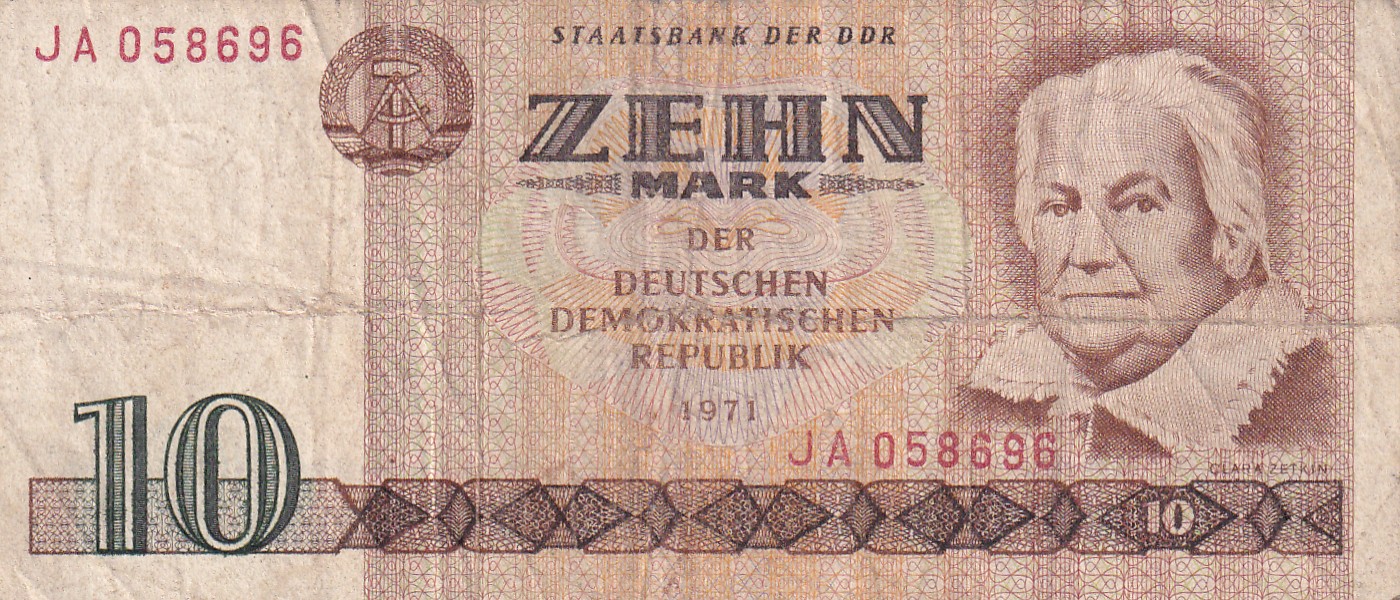 JA 058696
STAATSBANK DER DDR
ZEHN
MARK
DER
DEUTSCHEN
DEMOKRATISCHEN
REPUBLIK
1971
JA 058696
CLARA ZETKIN
10
10